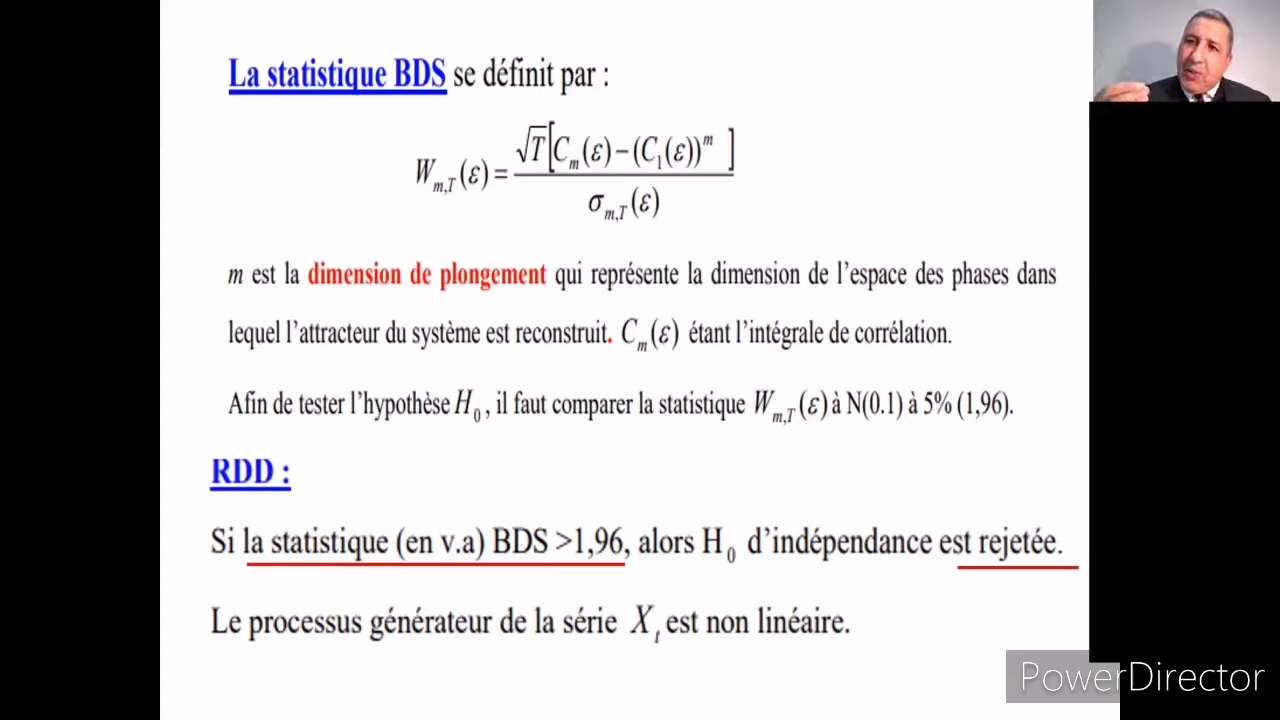 La statistique BDS se définit par :
W_{m,T}(ε) = √T[C_m(ε) – (C_1(ε))^m ] / σ_{m,T}(ε)
m est la dimension de plongement qui représente la dimension de l'espace des phases dans
lequel l'attracteur du système est reconstruit. C_m(ε) étant l'intégrale de corrélation.
Afin de tester l'hypothèse H_0, il faut comparer la statistique W_{m,T}(ε) à N(0.1) à 5% (1,96).
RDD :
Si la statistique (en v.a) BDS >1,96, alors H_0 d'indépendance est rejetée.
Le processus générateur de la série X_t est non linéaire.
PowerDirector